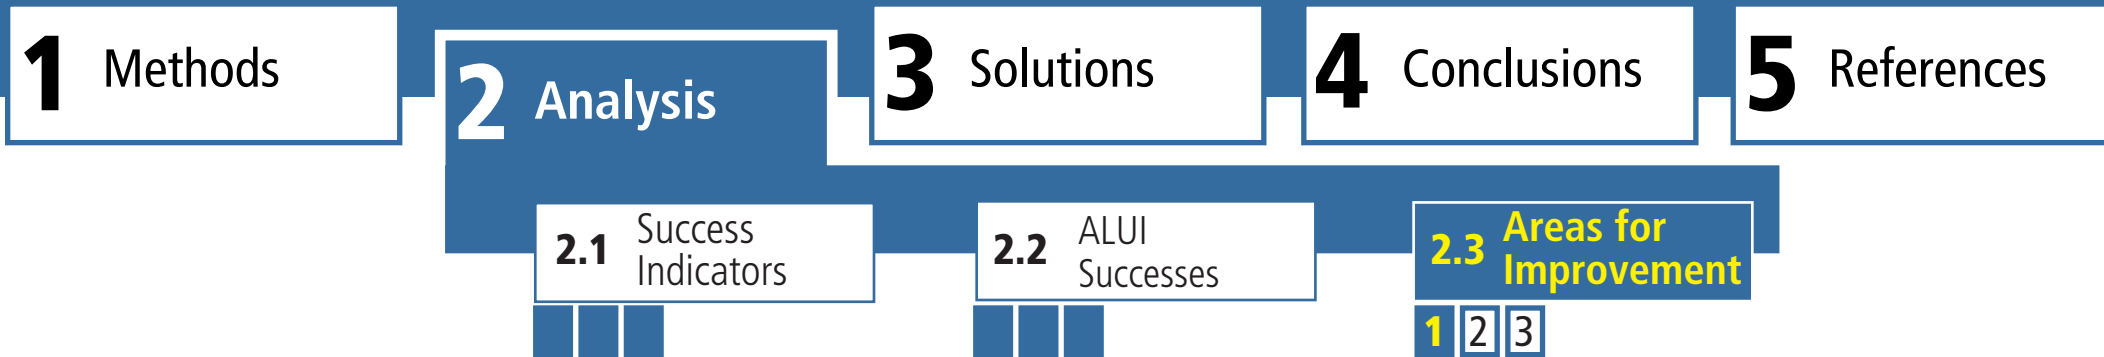 1 Methods
2 Analysis
3 Solutions
4 Conclusions
5 References
2.1 Success
Indicators
2.2 ALUI
Successes
2.3 Areas for
Improvement
1 2 3